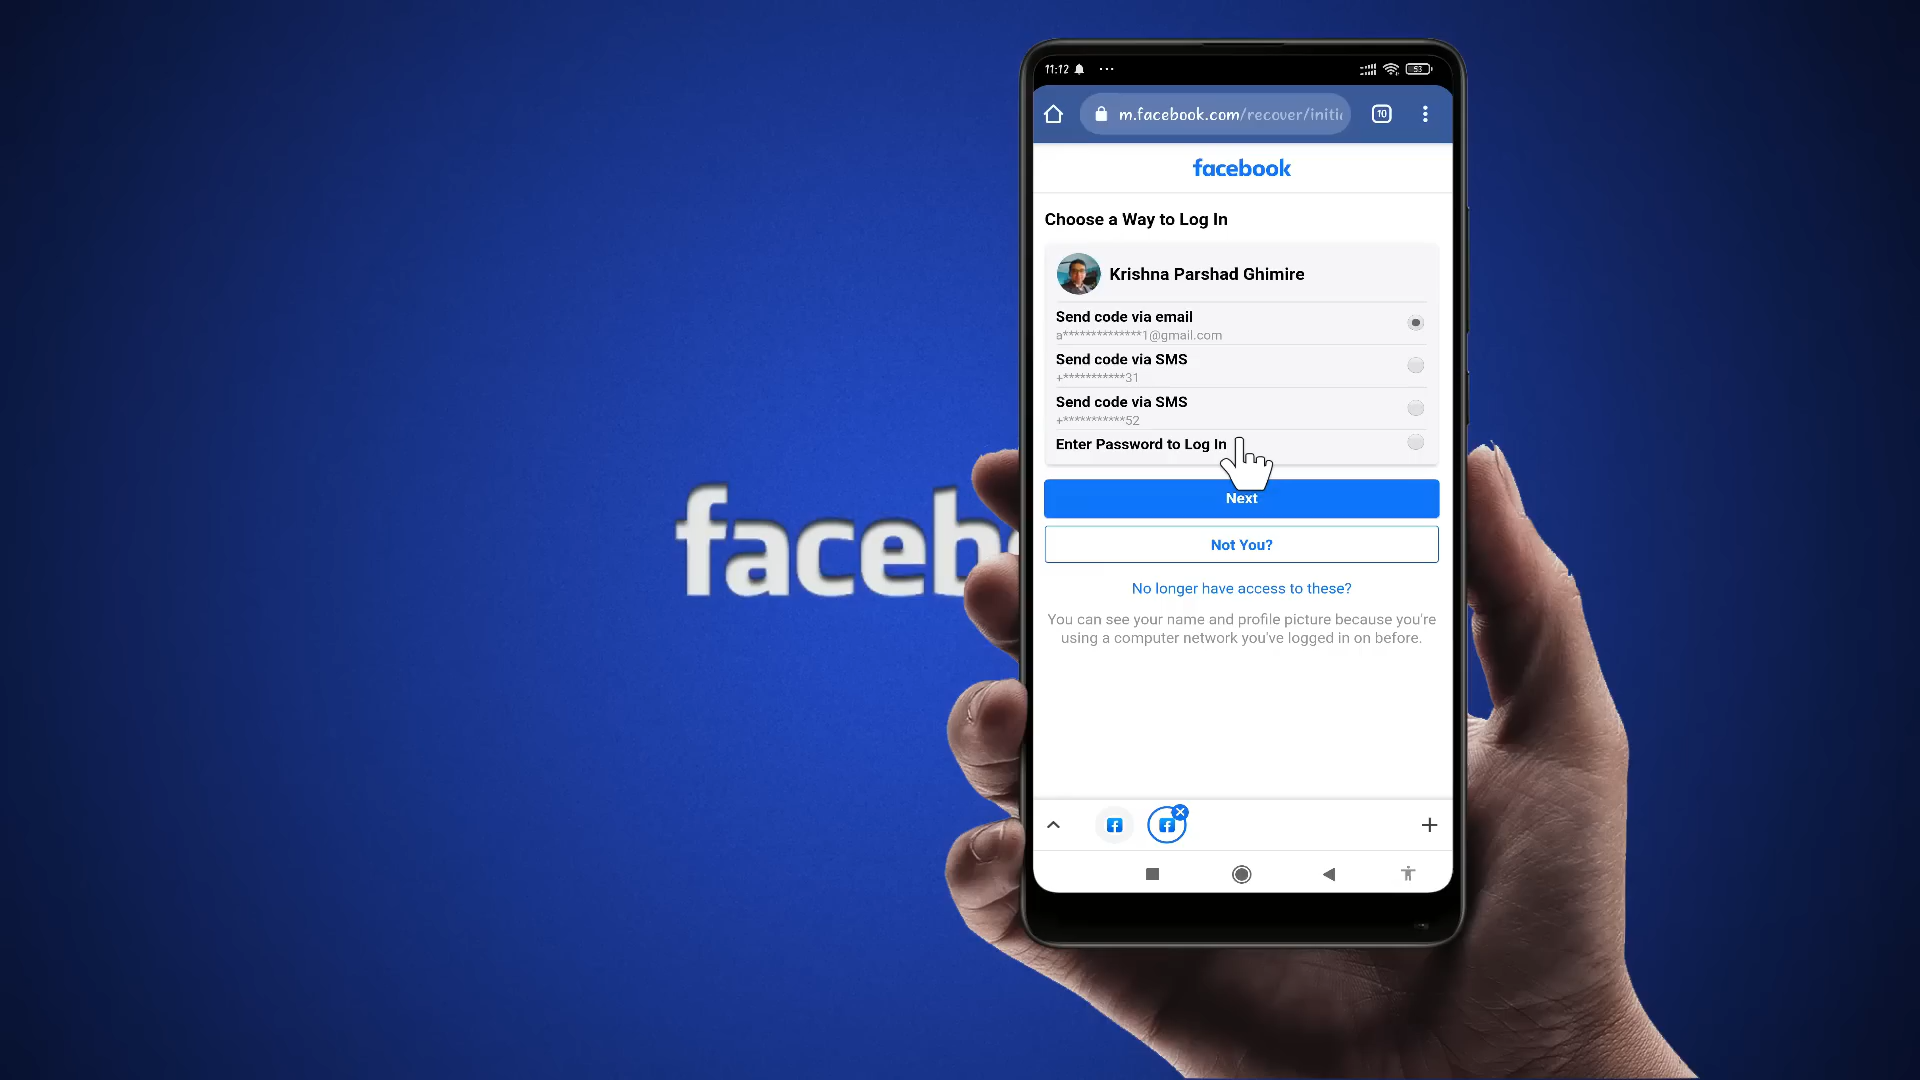 11:12
53
m.facebook.com/recover/initi
10
facebook
Choose a Way to Log In
Krishna Parshad Ghimire
Send code via email
a**************1@gmail.com
Send code via SMS
+***********31
Send code via SMS
+***********52
Enter Password to Log In
Next
Not You?
No longer have access to these?
You can see your name and profile picture because you're
using a computer network you've logged in on before.
faceb